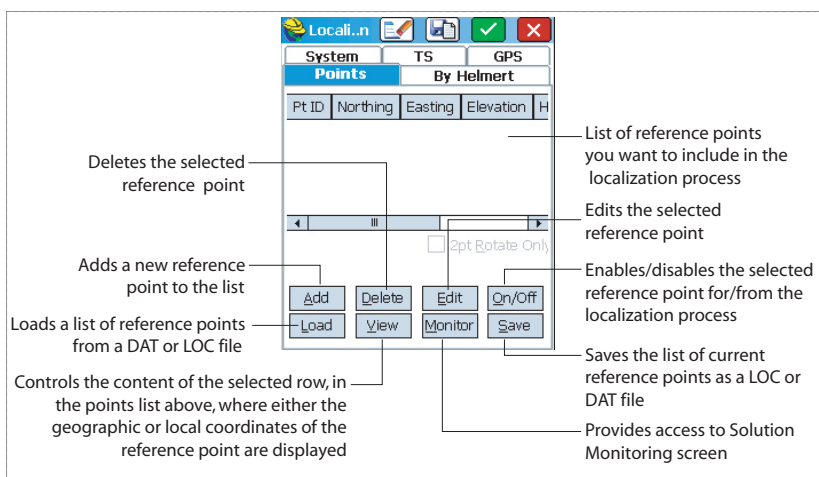 Locali..n
System TS GPS
Points By Helmert
Pt ID Northing Easting Elevation H
List of reference points
you want to include in the
localization process
Deletes the selected
reference point
Edits the selected
reference point
2pt Rotate Only
Adds a new reference
point to the list
Enables/disables the selected
reference point for/from the
localization process
Add Delete Edit On/Off
Load View Monitor Save
Loads a list of reference points
from a DAT or LOC file
Saves the list of current
reference points as a LOC or
DAT file
Controls the content of the selected row, in
the points list above, where either the
geographic or local coordinates of the
reference point are displayed
Provides access to Solution
Monitoring screen